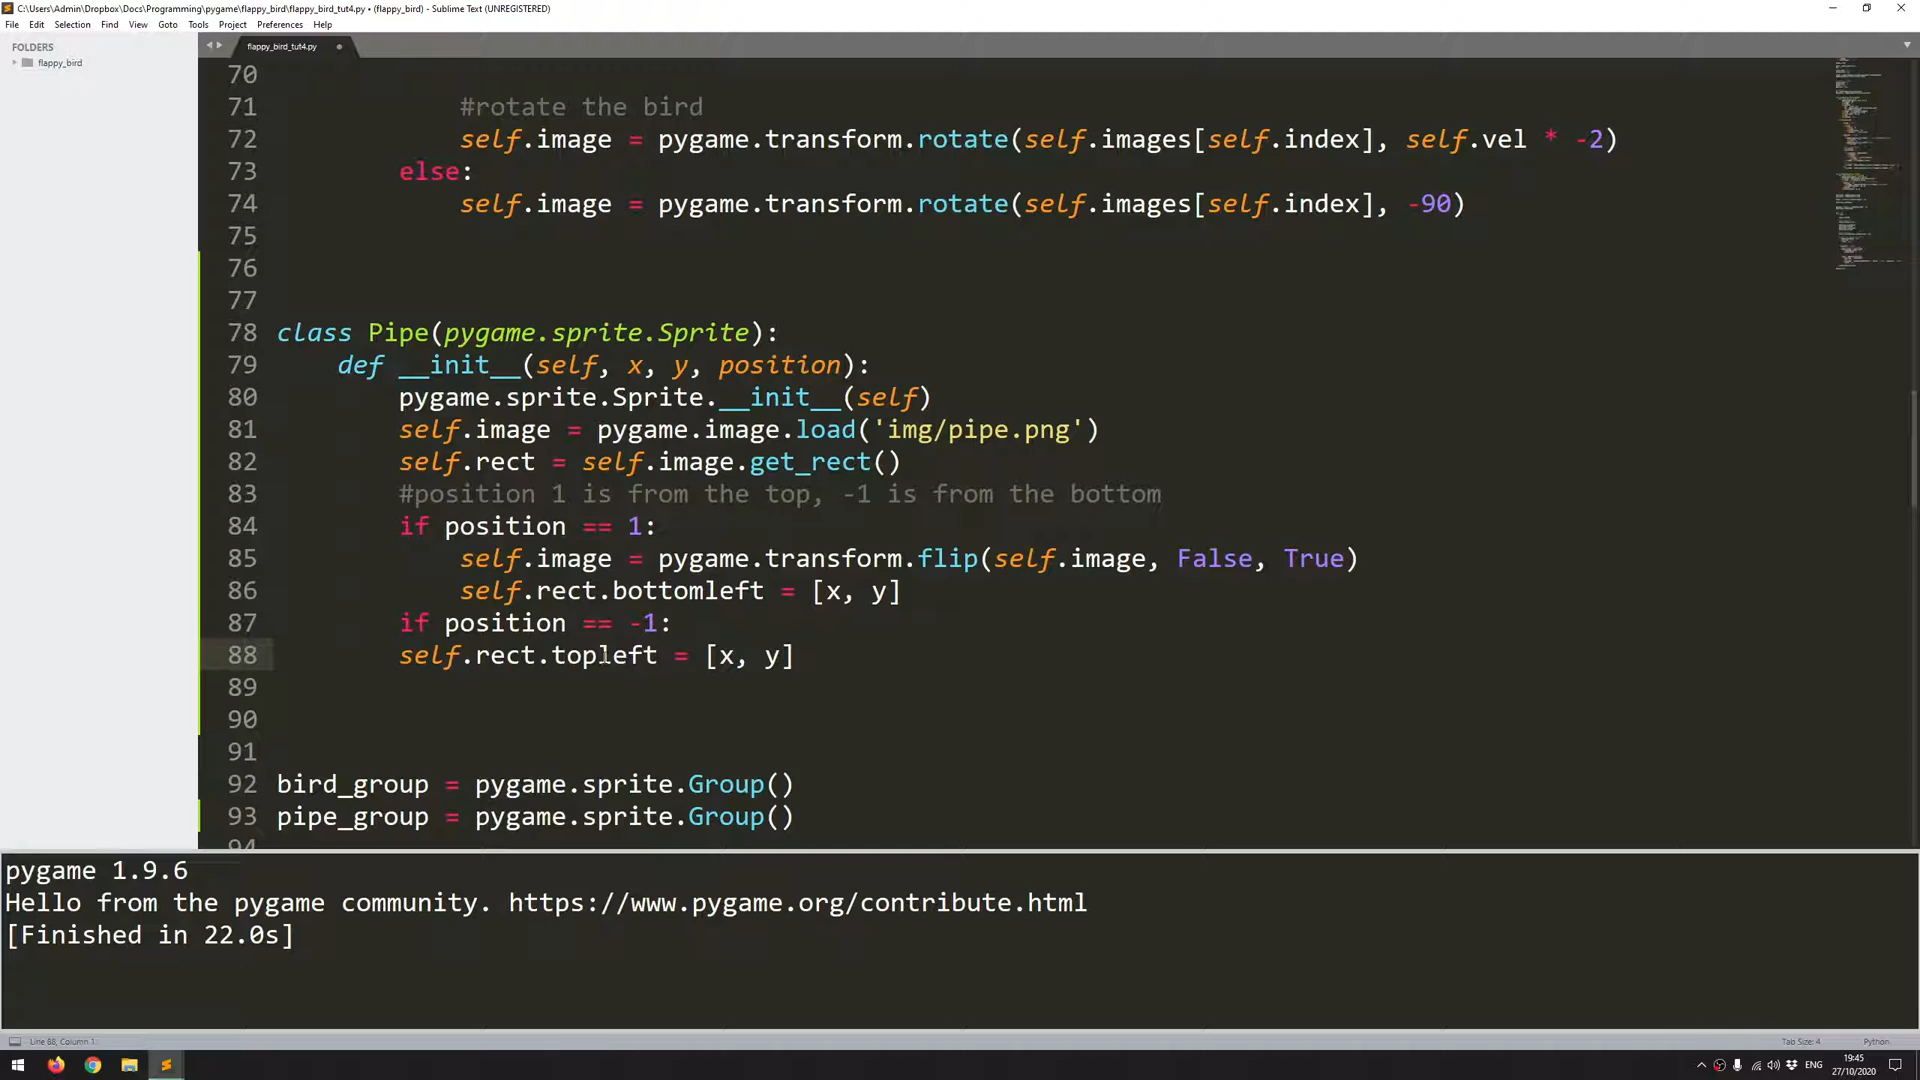 C:\Users\Admin\Dropbox\Docs\Programming\pygame\flappy_bird\flappy_bird_tut4.py • (flappy_bird) - Sublime Text (UNREGISTERED)
File Edit Selection Find View Goto Tools Project Preferences Help
FOLDERS
flappy_bird
flappy_bird_tut4.py
70
71 #rotate the bird
72 self.image = pygame.transform.rotate(self.images[self.index], self.vel * -2)
73 else:
74 self.image = pygame.transform.rotate(self.images[self.index], -90)
75
76
77
78 class Pipe(pygame.sprite.Sprite):
79 def __init__(self, x, y, position):
80 pygame.sprite.Sprite.__init__(self)
81 self.image = pygame.image.load('img/pipe.png')
82 self.rect = self.image.get_rect()
83 #position 1 is from the top, -1 is from the bottom
84 if position == 1:
85 self.image = pygame.transform.flip(self.image, False, True)
86 self.rect.bottomleft = [x, y]
87 if position == -1:
88 self.rect.topleft = [x, y]
89
90
91
92 bird_group = pygame.sprite.Group()
93 pipe_group = pygame.sprite.Group()
94
pygame 1.9.6
Hello from the pygame community. https://www.pygame.org/contribute.html
[Finished in 22.0s]
Line 88, Column 1
Tab Size: 4
Python
ENG
19:45
27/10/2020